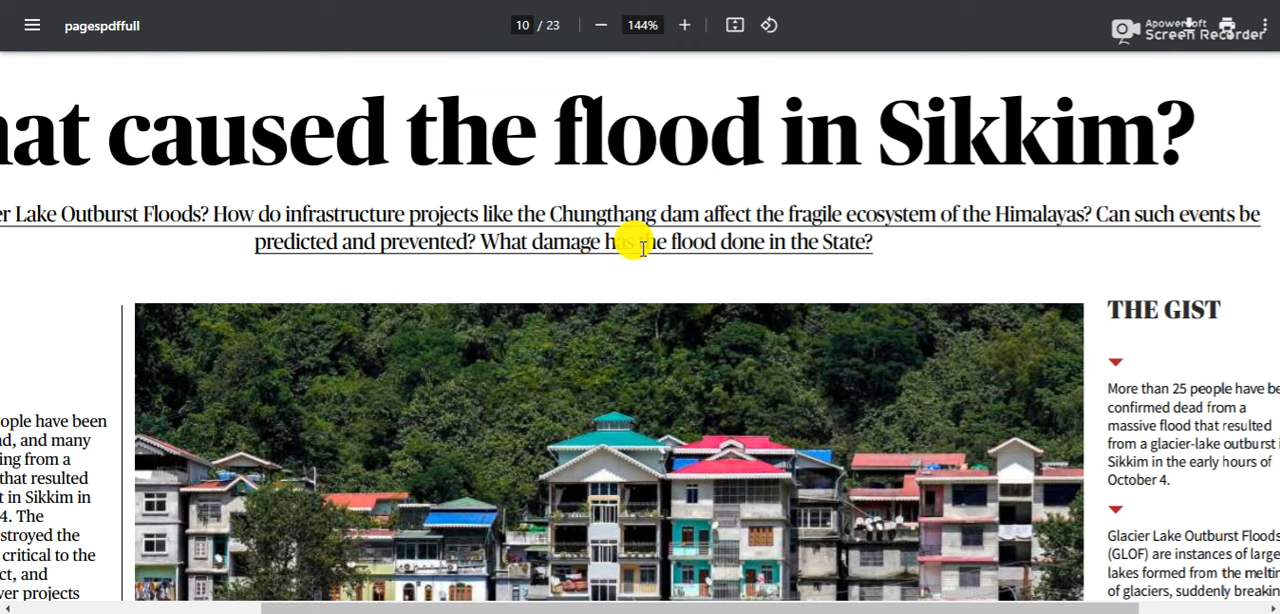 pagespdffull
10 / 23
144%
Apowersoft
Screen Recorder
hat caused the flood in Sikkim?
er Lake Outburst Floods? How do infrastructure projects like the Chungthang dam affect the fragile ecosystem of the Himalayas? Can such events be
predicted and prevented? What damage has the flood done in the State?
ople have been
nd, and many
ing from a
that resulted
t in Sikkim in
4. The
stroyed the
critical to the
ct, and
wer projects
THE GIST
More than 25 people have be
confirmed dead from a
massive flood that resulted
from a glacier-lake outburst i
Sikkim in the early hours of
October 4.
Glacier Lake Outburst Floods
(GLOF) are instances of large
lakes formed from the meltin
of glaciers, suddenly breakin